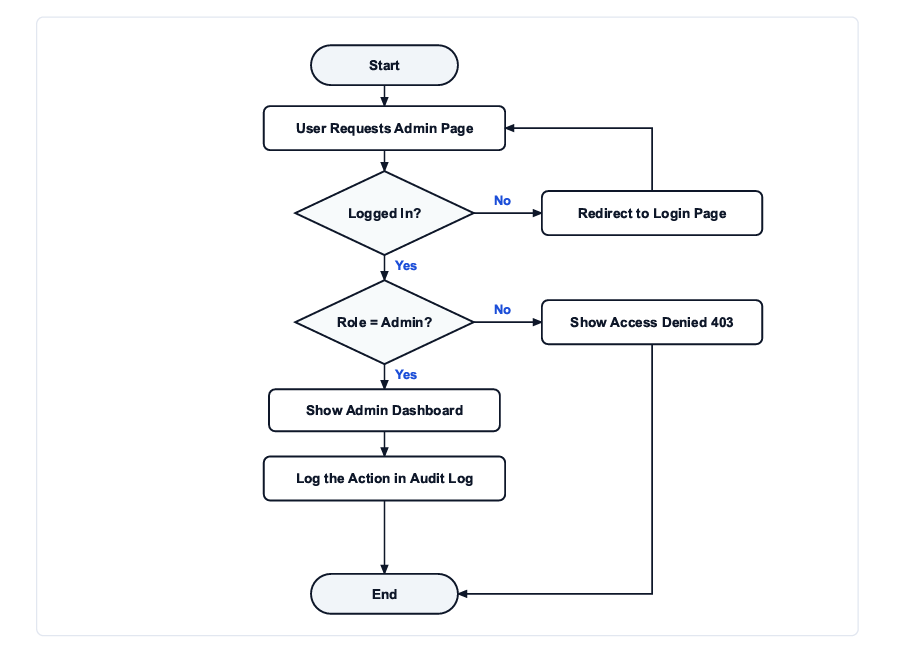 Start
User Requests Admin Page
Logged In?
No
Redirect to Login Page
Yes
Role = Admin?
No
Show Access Denied 403
Yes
Show Admin Dashboard
Log the Action in Audit Log
End